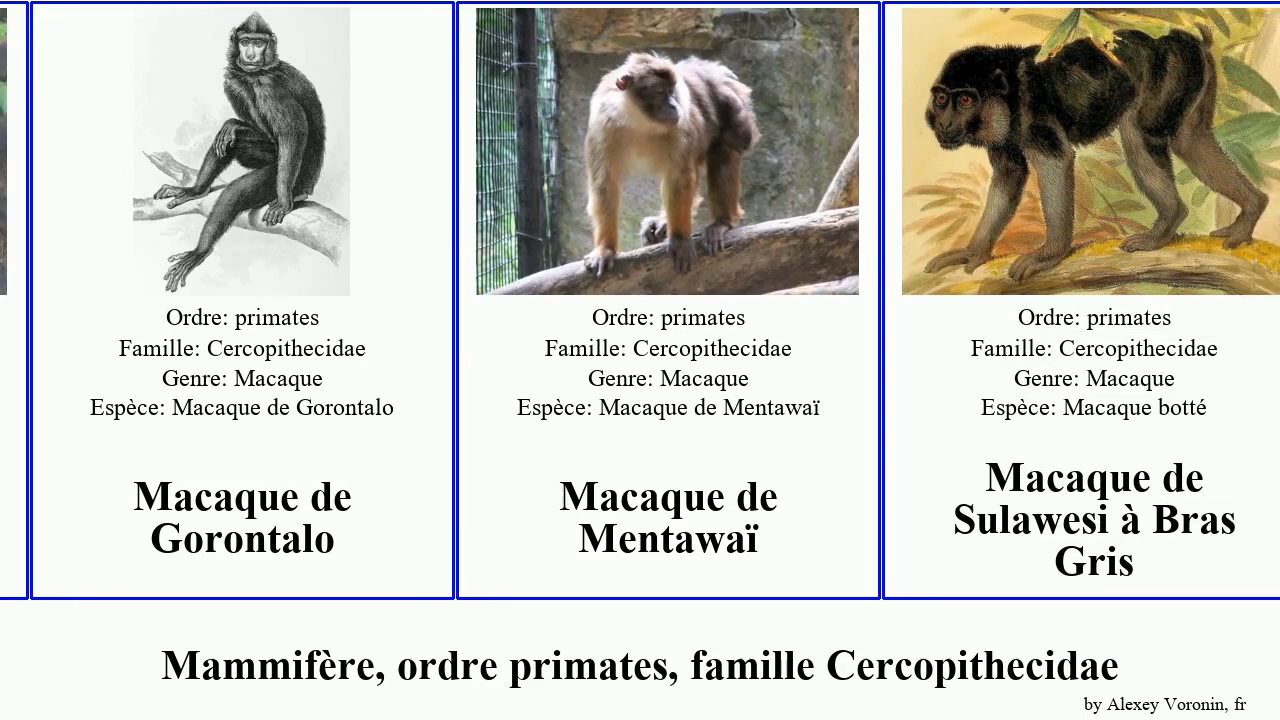 Ordre: primates
Famille: Cercopithecidae
Genre: Macaque
Espèce: Macaque de Gorontalo
Macaque de
Gorontalo
Ordre: primates
Famille: Cercopithecidae
Genre: Macaque
Espèce: Macaque de Mentawaï
Macaque de
Mentawaï
Ordre: primates
Famille: Cercopithecidae
Genre: Macaque
Espèce: Macaque botté
Macaque de
Sulawesi à Bras
Gris
Mammifère, ordre primates, famille Cercopithecidae
by Alexey Voronin, fr